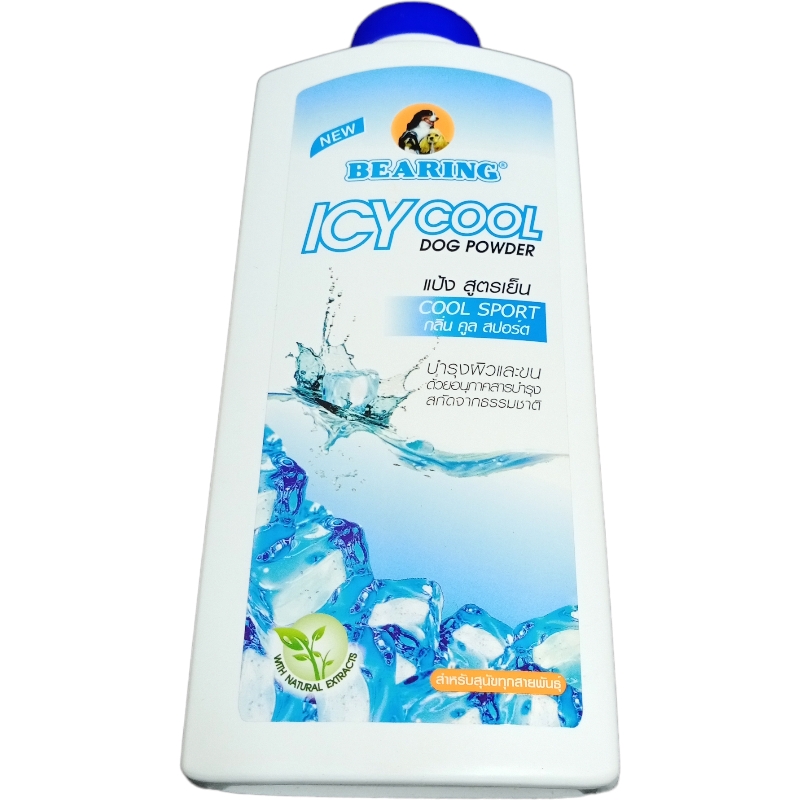 NEW
BEARING®
ICY COOL
DOG POWDER
แป้ง สูตรเย็น
COOL SPORT
กลิ่น คูล สปอร์ต
บำรุงผิวและขน
ด้วยอนุภาคสารบำรุง
สกัดจากธรรมชาติ
WITH NATURAL EXTRACTS
สำหรับสุนัขทุกสายพันธุ์